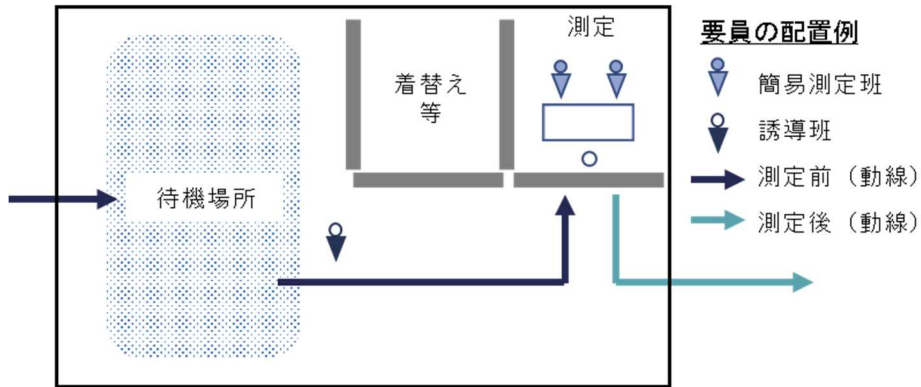 測定
着替え
等
待機場所
要員の配置例
簡易測定班
誘導班
測定前（動線）
測定後（動線）